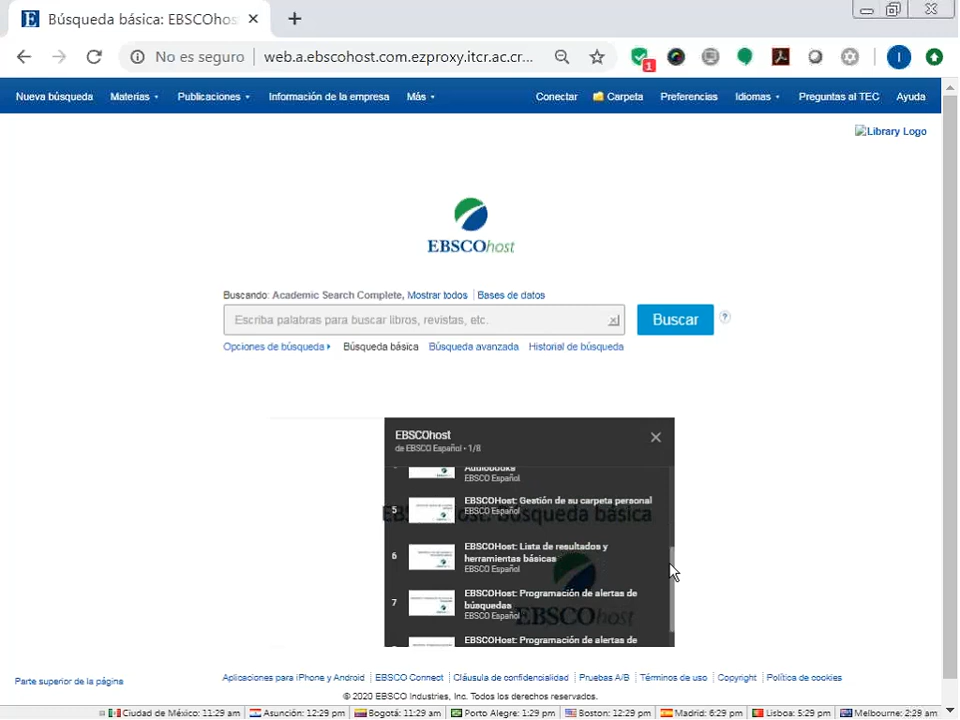 Búsqueda básica: EBSCOhos
No es seguro web.a.ebscohost.com.ezproxy.itcr.ac.cr...
1
I
Nueva búsqueda Materias Publicaciones Información de la empresa Más Conectar Carpeta Preferencias Idiomas Preguntas al TEC Ayuda
Library Logo
EBSCOhost
Buscando: Academic Search Complete, Mostrar todos Bases de datos
Escriba palabras para buscar libros, revistas, etc. Buscar ?
Opciones de búsqueda Búsqueda básica Búsqueda avanzada Historial de búsqueda
EBSCOhost
de EBSCO Español • 1/8
Audiobooks
EBSCO Español
5 EBSCOHost: Gestión de su carpeta personal
EBSCO Español
EBSCOhost: búsqueda básica
6 EBSCOHost: Lista de resultados y
herramientas básicas
EBSCO Español
7 EBSCOHost: Programación de alertas de
búsquedas
EBSCO Español
EBSCOhost
EBSCOHost: Programación de alertas de
Parte superior de la página
Aplicaciones para iPhone y Android EBSCO Connect Cláusula de confidencialidad Pruebas A/B Términos de uso Copyright Política de cookies
© 2020 EBSCO Industries, Inc. Todos los derechos reservados.
Ciudad de México: 11:29 am Asunción: 12:29 pm Bogotá: 11:29 am Porto Alegre: 1:29 pm Boston: 12:29 pm Madrid: 6:29 pm Lisboa: 5:29 pm Melbourne: 2:29 am